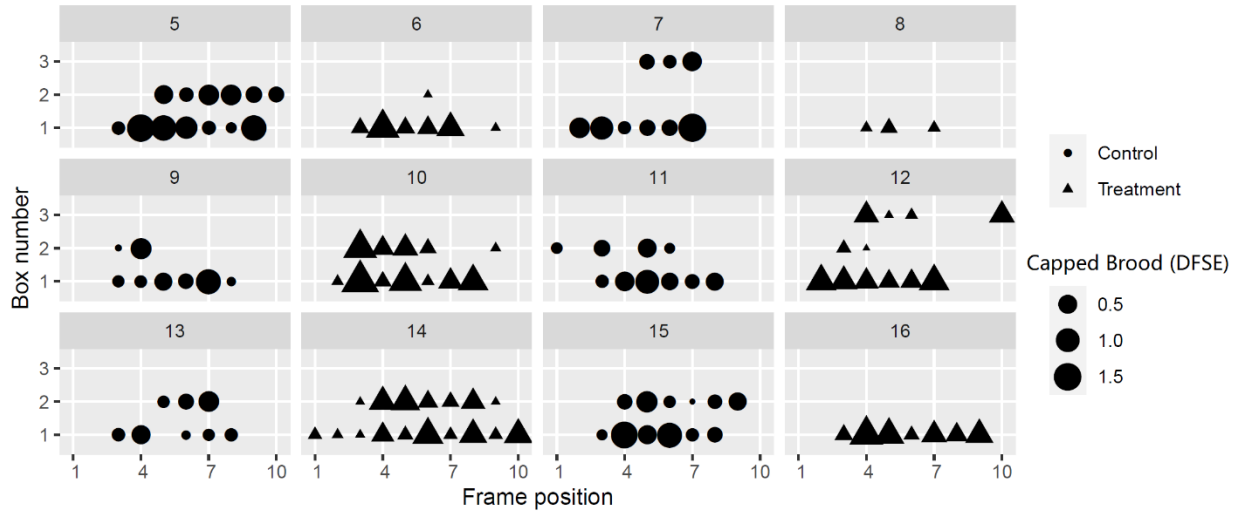 5 6 7 8
3
2
1
9 10 11 12
3
2
1
13 14 15 16
3
2
1
1 4 7 10 1 4 7 10 1 4 7 10 1 4 7 10
Frame position
Box number
Control
Treatment
Capped Brood (DFSE)
0.5
1.0
1.5